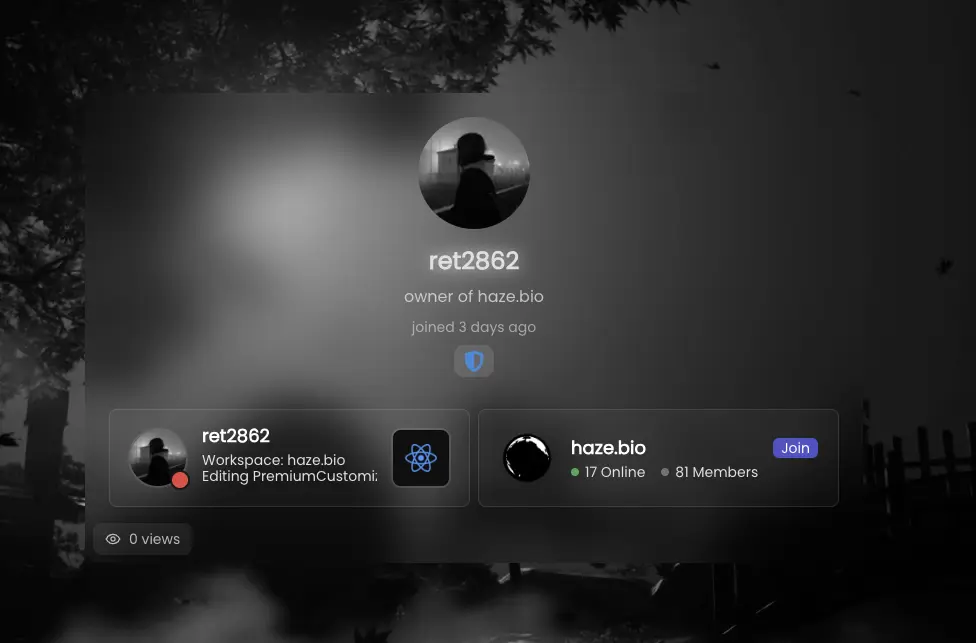 ret2862
owner of haze.bio
joined 3 days ago
ret2862
Workspace: haze.bio
Editing PremiumCustomi:
haze.bio
Join
17 Online
81 Members
0 views